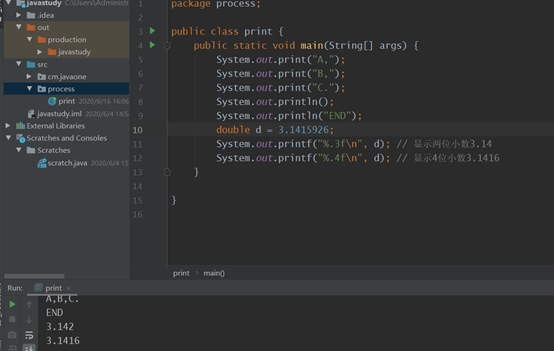 javastudy C:\Users\Administr
.idea
out
production
javastudy
src
cm.javaone
process
print 2020/6/16 16:06
javastudy.iml 2020/6/4 14:5
External Libraries
Scratches and Consoles
Scratches
scratch.java 2020/6/4 15
1 package process;
2
3 public class print {
4 public static void main(String[] args) {
5 System.out.print("A,");
6 System.out.print("B,");
7 System.out.print("C.");
8 System.out.println();
9 System.out.println("END");
10 double d = 3.1415926;
11 System.out.printf("%.3f\n", d); // 显示两位小数3.14
12 System.out.printf("%.4f\n", d); // 显示4位小数3.1416
13 }
14
15 }
16
print › main()
Run: print ×
A,B,C.
END
3.142
3.1416